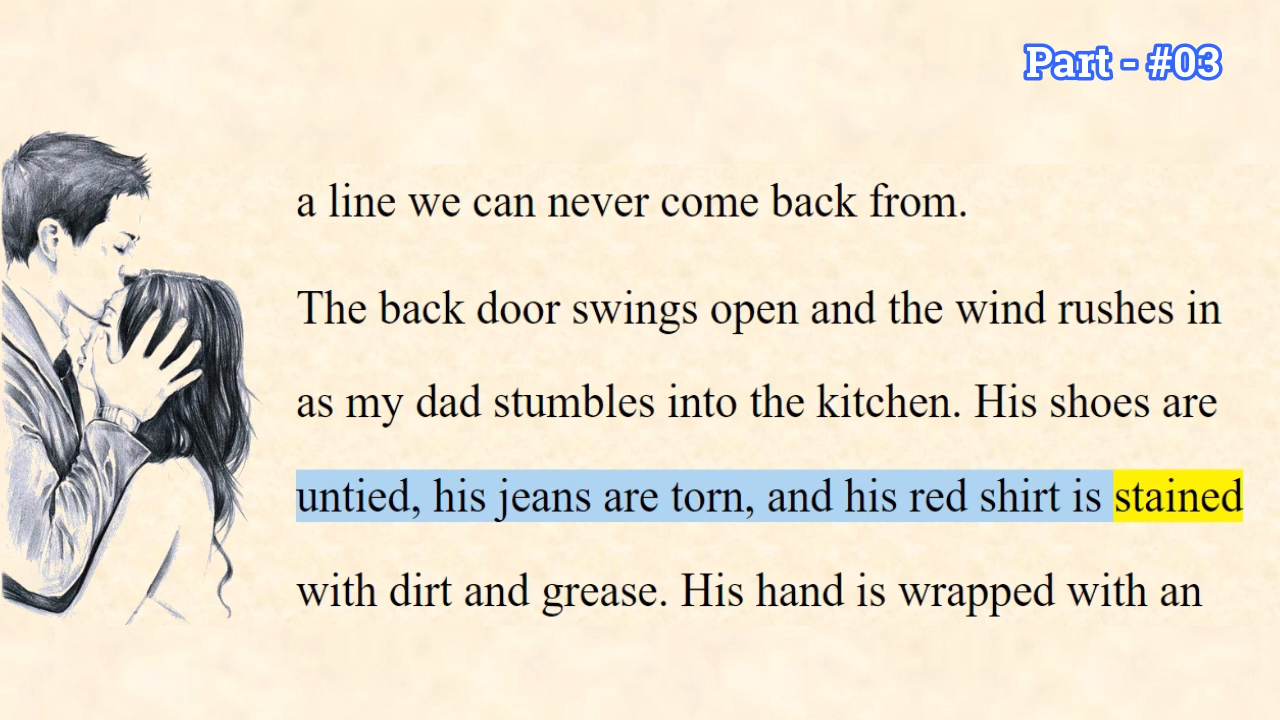 Part - #03
a line we can never come back from.
The back door swings open and the wind rushes in
as my dad stumbles into the kitchen. His shoes are
untied, his jeans are torn, and his red shirt is stained
with dirt and grease. His hand is wrapped with an